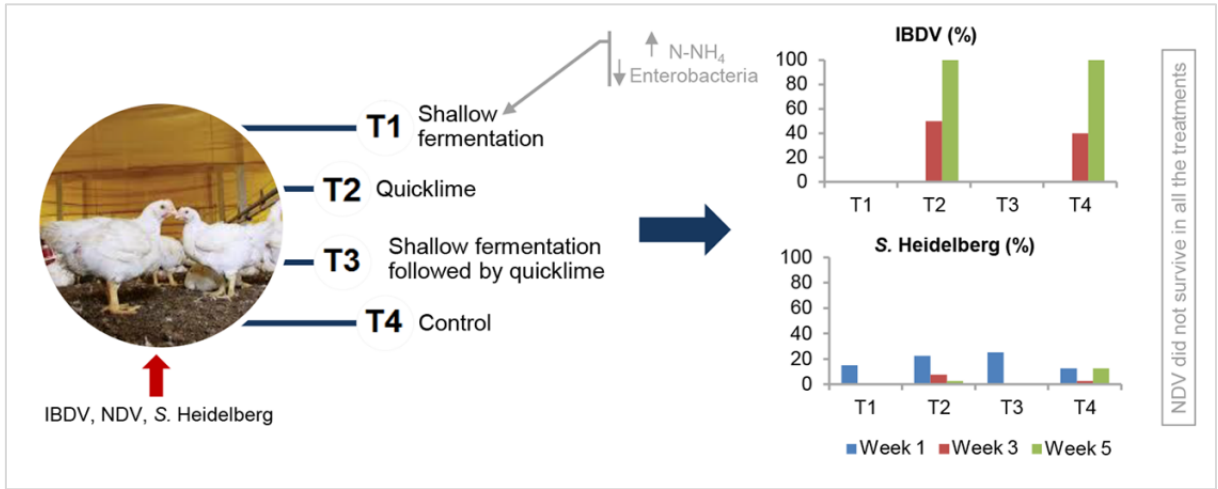 ↑ N-NH₄
↓ Enterobacteria
T1 Shallow
fermentation
T2 Quicklime
T3 Shallow fermentation
followed by quicklime
T4 Control
IBDV, NDV, S. Heidelberg
IBDV (%)
100
80
60
40
20
0
T1 T2 T3 T4
S. Heidelberg (%)
100
80
60
40
20
0
T1 T2 T3 T4
Week 1 Week 3 Week 5
NDV did not survive in all the treatments